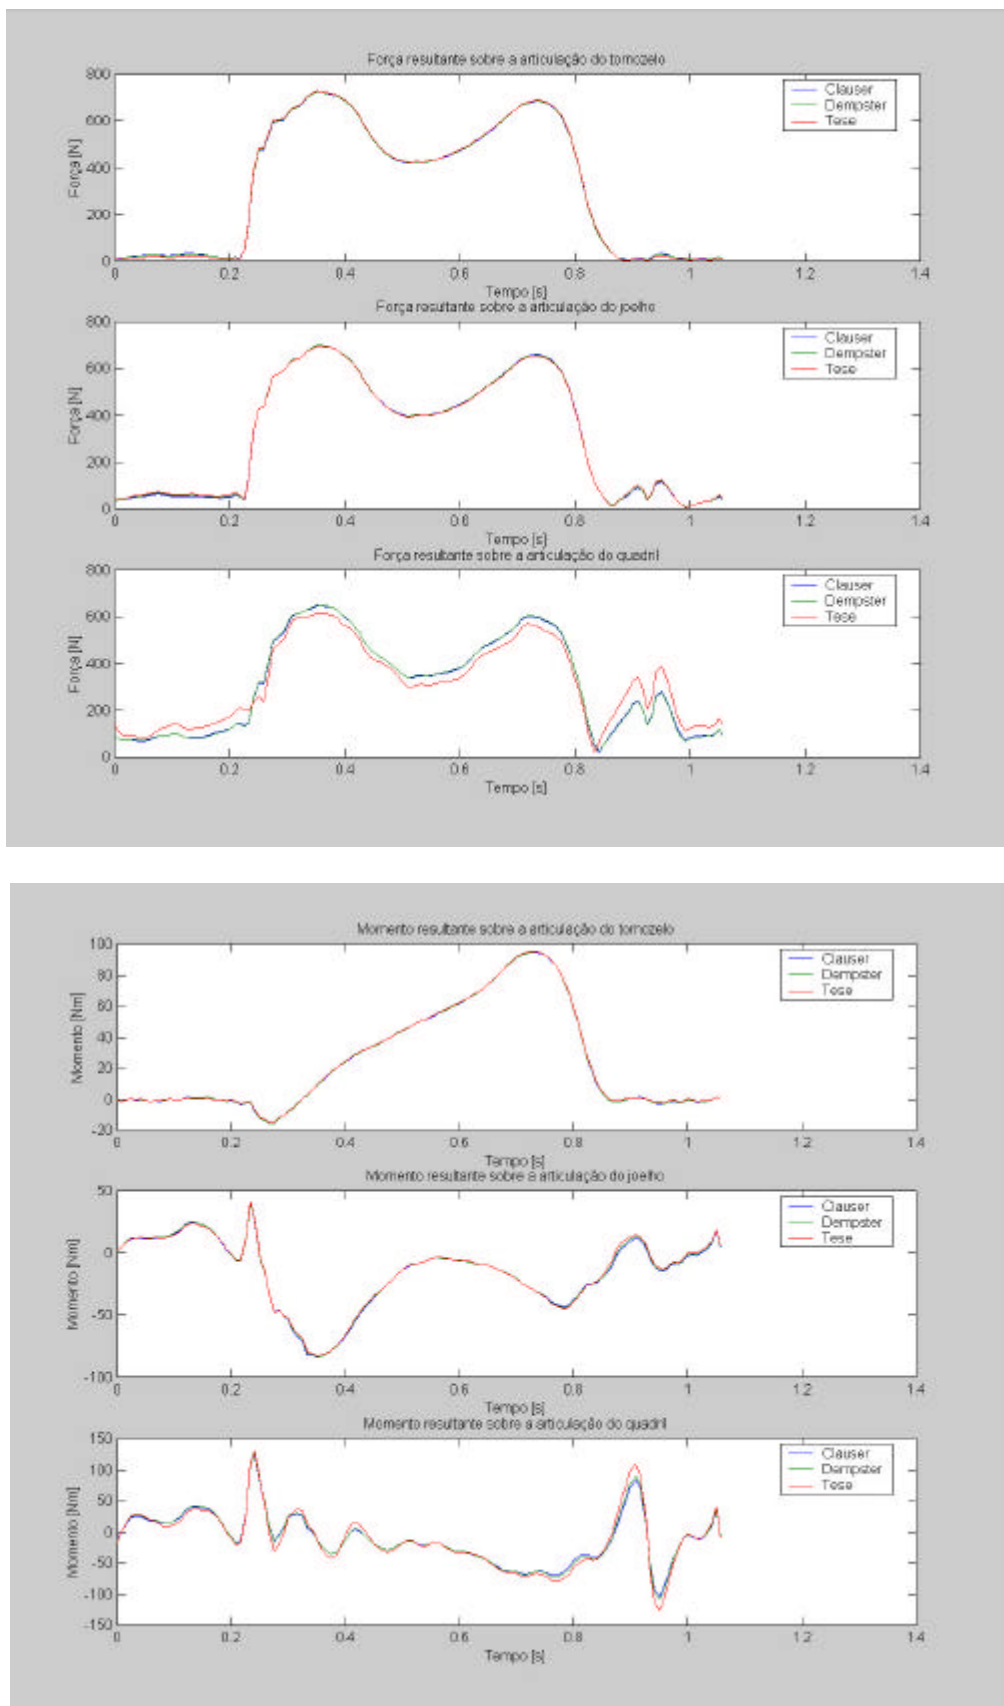 Força resultante sobre a articulação do tornozelo
800
600
400
200
0
Força [N]
Clauser
Dempster
Tese
0 0.2 0.4 0.6 0.8 1 1.2 1.4
Tempo [s]
Força resultante sobre a articulação do joelho
800
600
400
200
0
Força [N]
Clauser
Dempster
Tese
0 0.2 0.4 0.6 0.8 1 1.2 1.4
Tempo [s]
Força resultante sobre a articulação do quadril
800
600
400
200
0
Força [N]
Clauser
Dempster
Tese
0 0.2 0.4 0.6 0.8 1 1.2 1.4
Tempo [s]
Momento resultante sobre a articulação do tornozelo
100
80
60
40
20
0
-20
Momento [Nm]
Clauser
Dempster
Tese
0 0.2 0.4 0.6 0.8 1 1.2 1.4
Tempo [s]
Momento resultante sobre a articulação do joelho
50
0
-50
-100
Momento [Nm]
Clauser
Dempster
Tese
0 0.2 0.4 0.6 0.8 1 1.2 1.4
Tempo [s]
Momento resultante sobre a articulação do quadril
150
100
50
0
-50
-100
-150
Momento [Nm]
Clauser
Dempster
Tese
0 0.2 0.4 0.6 0.8 1 1.2 1.4
Tempo [s]